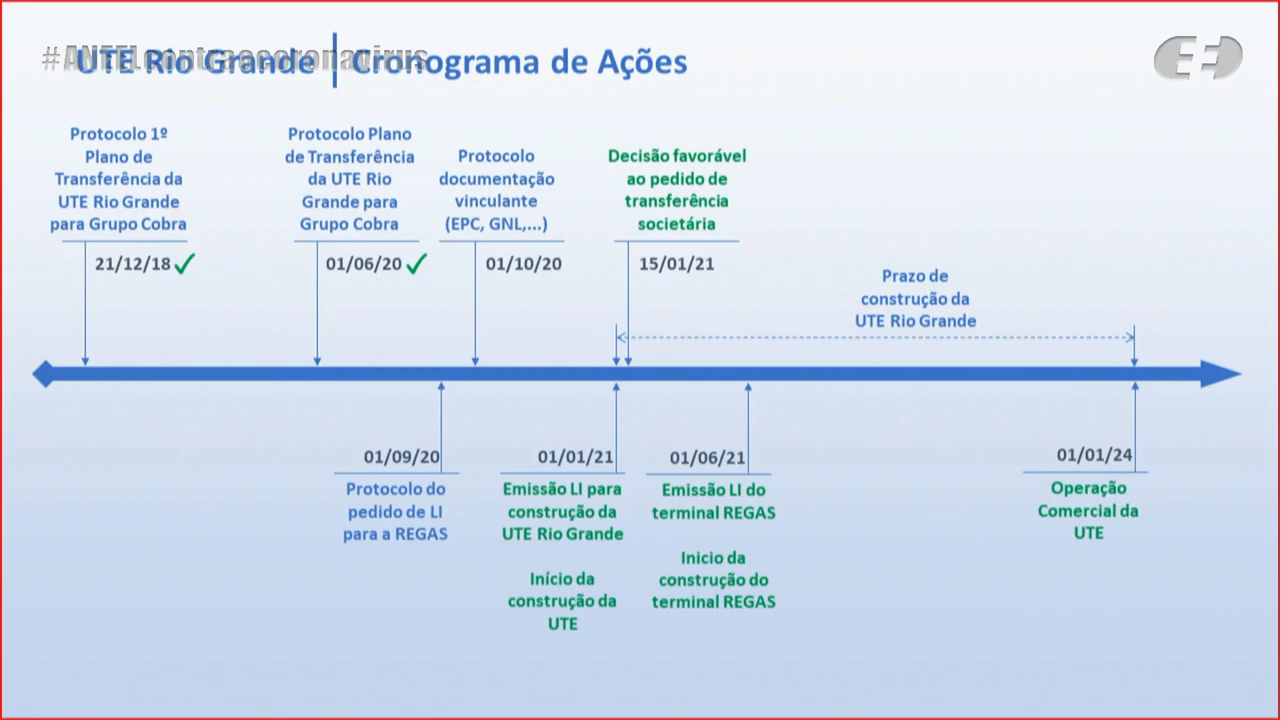 #ANEELcontraocoronavirus
UTE Rio Grande | Cronograma de Ações
Protocolo 1º
Plano de
Transferência da
UTE Rio Grande
para Grupo Cobra
21/12/18
Protocolo Plano
de Transferência
da UTE Rio
Grande para
Grupo Cobra
01/06/20
Protocolo
documentação
vinculante
(EPC, GNL,...)
01/10/20
Decisão favorável
ao pedido de
transferência
societária
15/01/21
Prazo de
construção da
UTE Rio Grande
01/09/20
Protocolo do
pedido de LI
para a REGAS
01/01/21
Emissão LI para
construção da
UTE Rio Grande
Início da
construção da
UTE
01/06/21
Emissão LI do
terminal REGAS
Inicio da
construção do
terminal REGAS
01/01/24
Operação
Comercial da
UTE